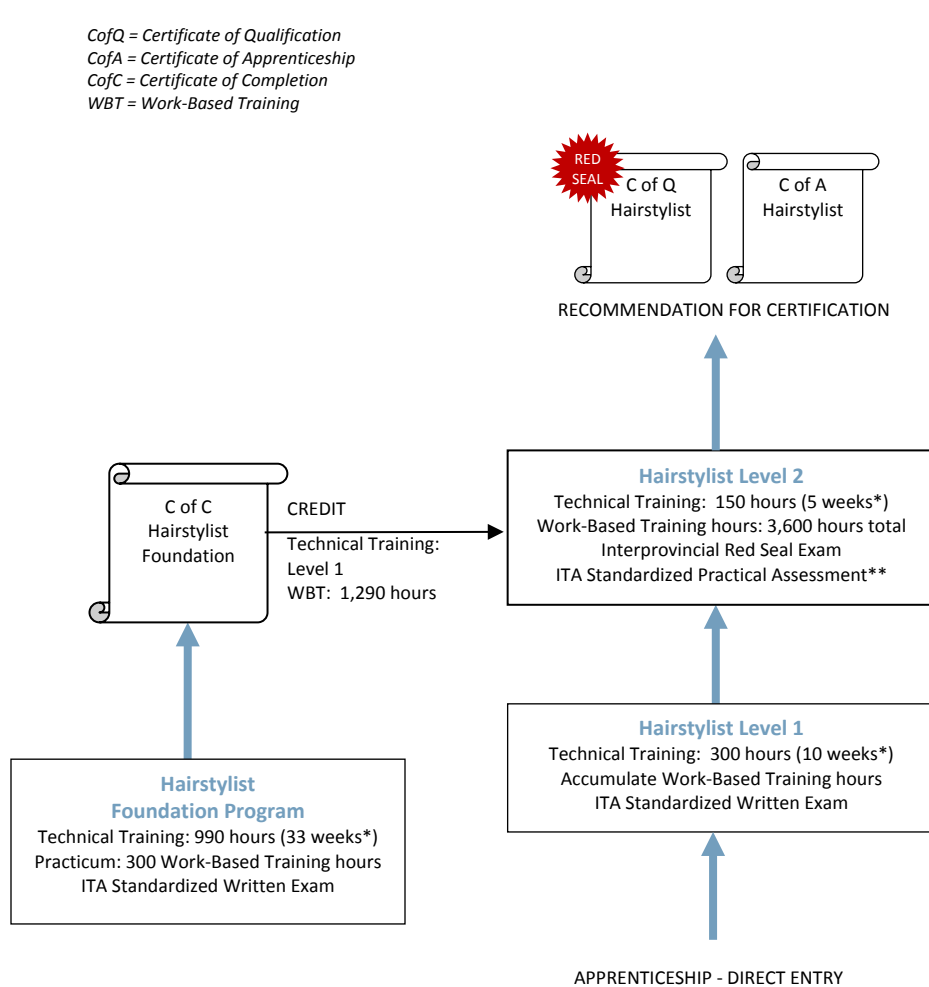 CofQ = Certificate of Qualification
CofA = Certificate of Apprenticeship
CofC = Certificate of Completion
WBT = Work-Based Training
RED
SEAL
C of Q
Hairstylist
C of A
Hairstylist
RECOMMENDATION FOR CERTIFICATION
C of C
Hairstylist
Foundation
CREDIT
Technical Training:
Level 1
WBT: 1,290 hours
Hairstylist Level 2
Technical Training: 150 hours (5 weeks*)
Work-Based Training hours: 3,600 hours total
Interprovincial Red Seal Exam
ITA Standardized Practical Assessment**
Hairstylist Level 1
Technical Training: 300 hours (10 weeks*)
Accumulate Work-Based Training hours
ITA Standardized Written Exam
Hairstylist
Foundation Program
Technical Training: 990 hours (33 weeks*)
Practicum: 300 Work-Based Training hours
ITA Standardized Written Exam
APPRENTICESHIP - DIRECT ENTRY